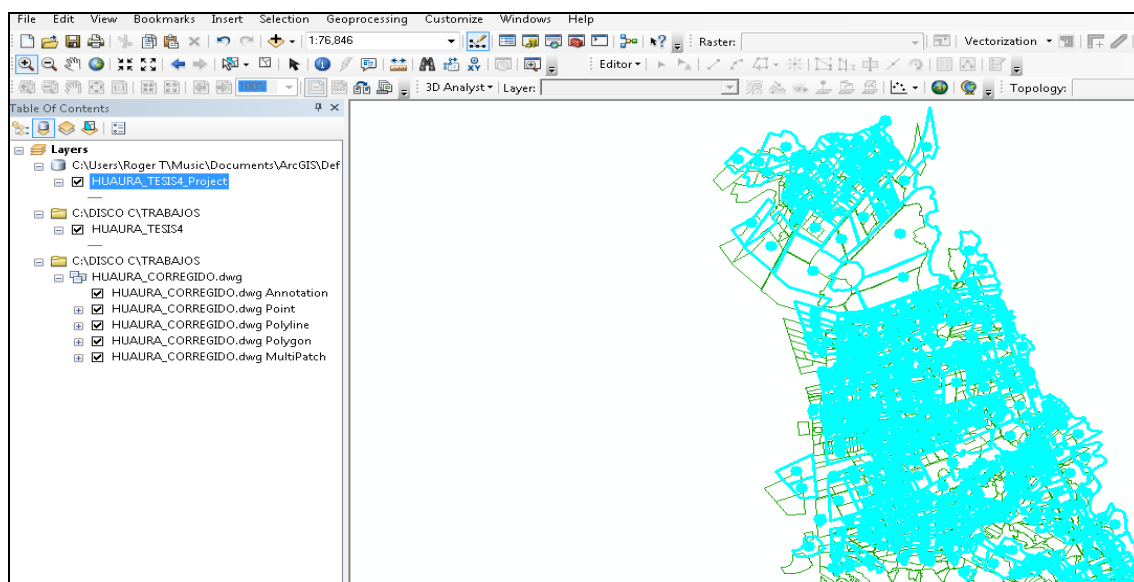 File Edit View Bookmarks Insert Selection Geoprocessing Customize Windows Help
1:76,846 Raster: Vectorization
Editor
100% 3D Analyst Layer: Topology:
Table Of Contents
Layers
C:\Users\Roger T\Music\Documents\ArcGIS\Def
HUAURA_TESIS4_Project
C:\DISCO C\TRABAJOS
HUAURA_TESIS4
C:\DISCO C\TRABAJOS
HUAURA_CORREGIDO.dwg
HUAURA_CORREGIDO.dwg Annotation
HUAURA_CORREGIDO.dwg Point
HUAURA_CORREGIDO.dwg Polyline
HUAURA_CORREGIDO.dwg Polygon
HUAURA_CORREGIDO.dwg MultiPatch